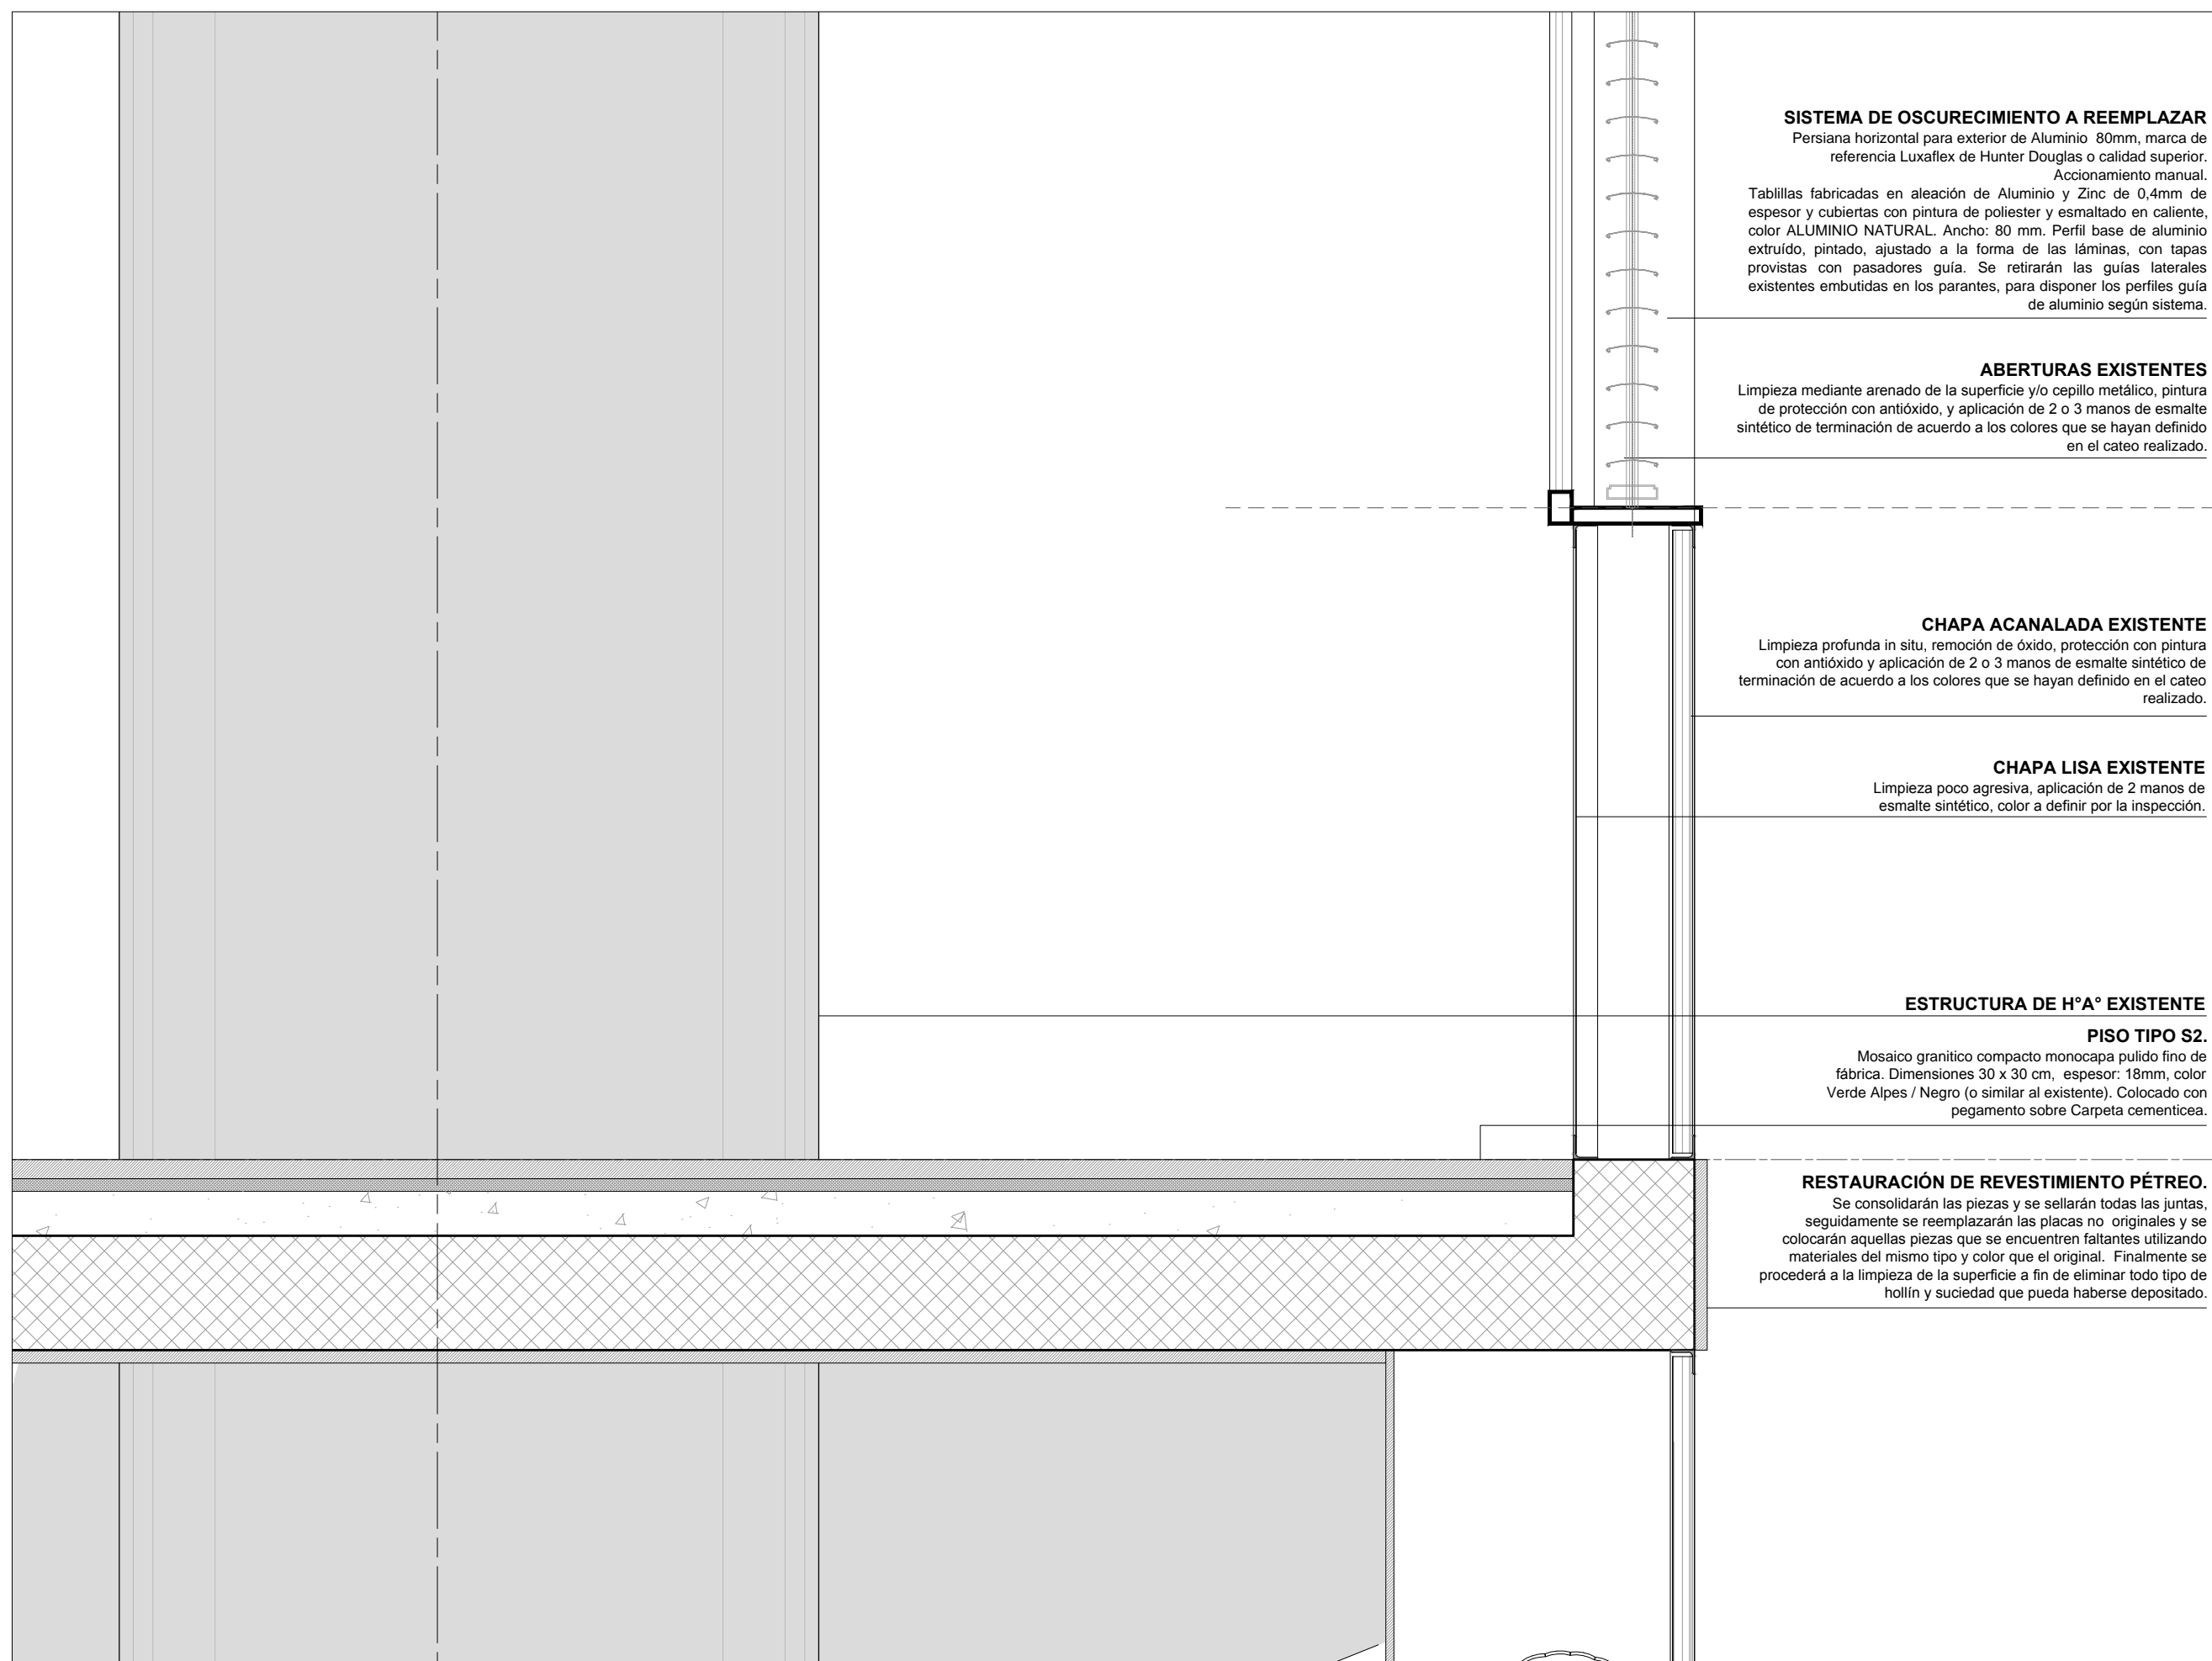 SISTEMA DE OSCURECIMIENTO A REEMPLAZAR
Persiana horizontal para exterior de Aluminio 80mm, marca de
referencia Luxaflex de Hunter Douglas o calidad superior.
Accionamiento manual.
Tablillas fabricadas en aleación de Aluminio y Zinc de 0,4mm de
espesor y cubiertas con pintura de poliester y esmaltado en caliente,
color ALUMINIO NATURAL. Ancho: 80 mm. Perfil base de aluminio
extruído, pintado, ajustado a la forma de las láminas, con tapas
provistas con pasadores guía. Se retirarán las guías laterales
existentes embutidas en los parantes, para disponer los perfiles guía
de aluminio según sistema.
ABERTURAS EXISTENTES
Limpieza mediante arenado de la superficie y/o cepillo metálico, pintura
de protección con antióxido, y aplicación de 2 o 3 manos de esmalte
sintético de terminación de acuerdo a los colores que se hayan definido
en el cateo realizado.
CHAPA ACANALADA EXISTENTE
Limpieza profunda in situ, remoción de óxido, protección con pintura
con antióxido y aplicación de 2 o 3 manos de esmalte sintético de
terminación de acuerdo a los colores que se hayan definido en el cateo
realizado.
CHAPA LISA EXISTENTE
Limpieza poco agresiva, aplicación de 2 manos de
esmalte sintético, color a definir por la inspección.
ESTRUCTURA DE H°A° EXISTENTE
PISO TIPO S2.
Mosaico granitico compacto monocapa pulido fino de
fábrica. Dimensiones 30 x 30 cm, espesor: 18mm, color
Verde Alpes / Negro (o similar al existente). Colocado con
pegamento sobre Carpeta cementicea.
RESTAURACIÓN DE REVESTIMIENTO PÉTREO.
Se consolidarán las piezas y se sellarán todas las juntas,
seguidamente se reemplazarán las placas no originales y se
colocarán aquellas piezas que se encuentren faltantes utilizando
materiales del mismo tipo y color que el original. Finalmente se
procederá a la limpieza de la superficie a fin de eliminar todo tipo de
hollín y suciedad que pueda haberse depositado.